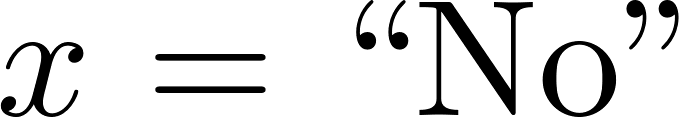 x = “No”